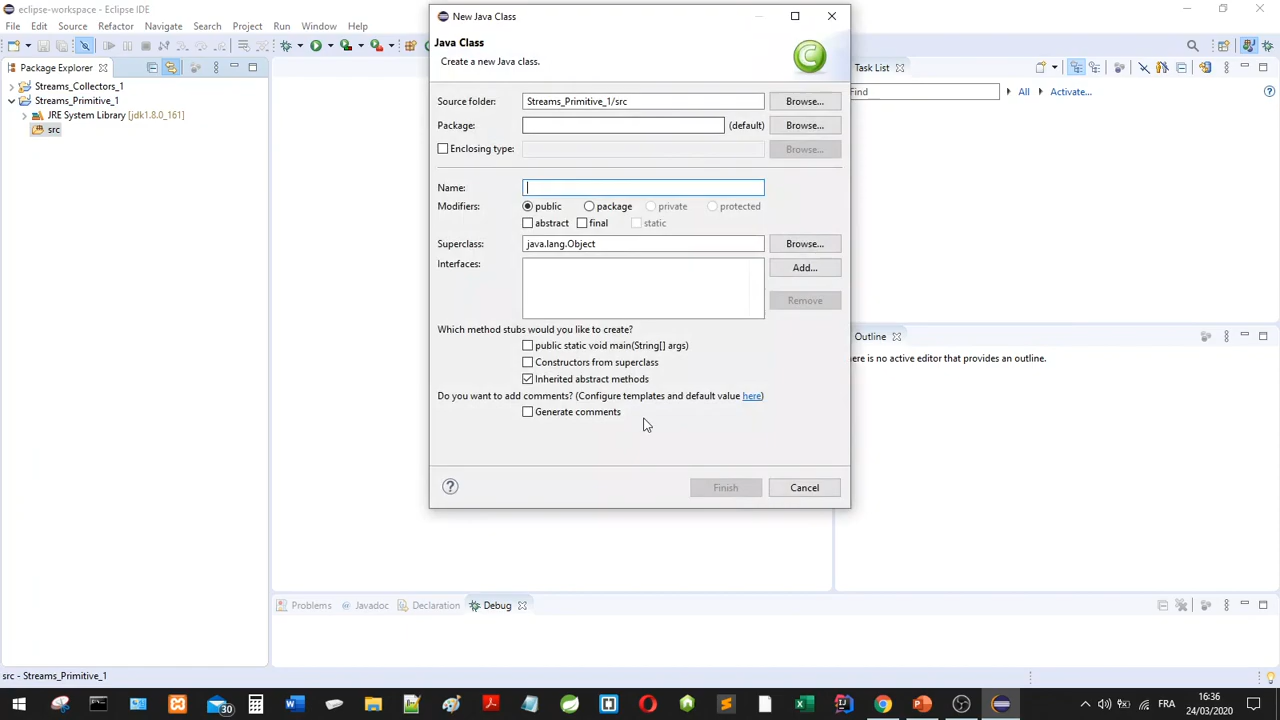 eclipse-workspace - Eclipse IDE
File Edit Source Refactor Navigate Search Project Run Window Help
Package Explorer
Streams_Collectors_1
Streams_Primitive_1
JRE System Library [jdk1.8.0_161]
src
New Java Class
Java Class
Create a new Java class.
C
Source folder: Streams_Primitive_1/src Browse...
Package: (default) Browse...
Enclosing type: Browse...
Name:
Modifiers: public package private protected
abstract final static
Superclass: java.lang.Object Browse...
Interfaces: Add...
Remove
Which method stubs would you like to create?
public static void main(String[] args)
Constructors from superclass
Inherited abstract methods
Do you want to add comments? (Configure templates and default value here)
Generate comments
? Finish Cancel
Task List
Find All Activate...
Outline
ere is no active editor that provides an outline.
Problems Javadoc Declaration Debug
src - Streams_Primitive_1
30
FRA
16:36
24/03/2020